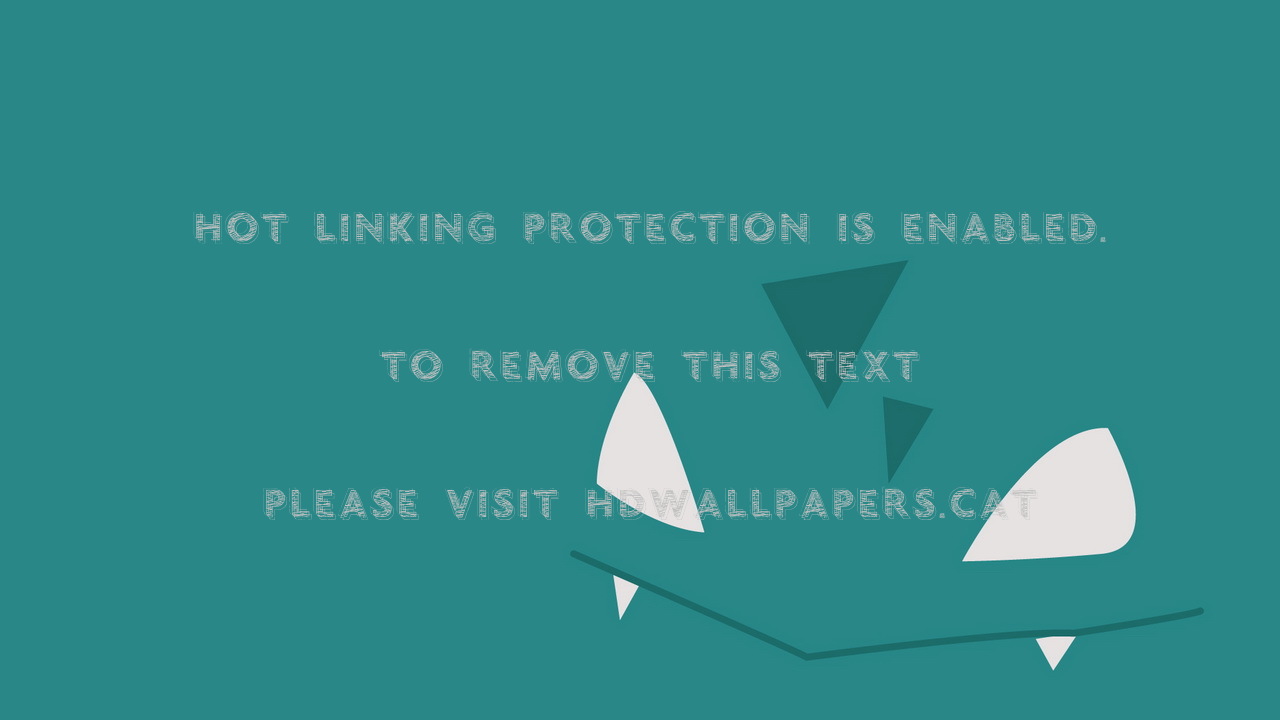 HOT LINKING PROTECTION IS ENABLED.
TO REMOVE THIS TEXT
PLEASE VISIT HDWALLPAPERS.CAT